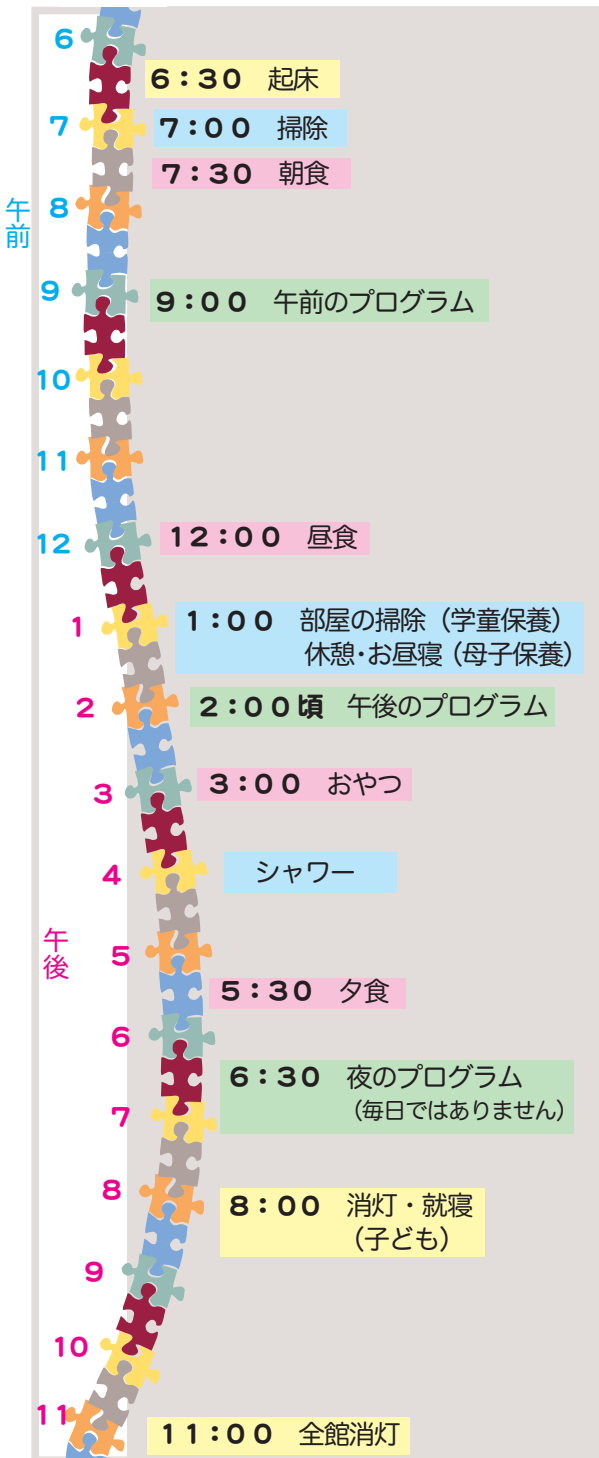 午前
6
6:30 起床
7
7:00 掃除
7:30 朝食
8
9
9:00 午前のプログラム
10
11
12
12:00 昼食
午後
1
1:00 部屋の掃除（学童保養）
休憩・お昼寝（母子保養）
2
2:00頃 午後のプログラム
3
3:00 おやつ
4
シャワー
5
5:30 夕食
6
6:30 夜のプログラム
（毎日ではありません）
7
8
8:00 消灯・就寝
（子ども）
9
10
11
11:00 全館消灯